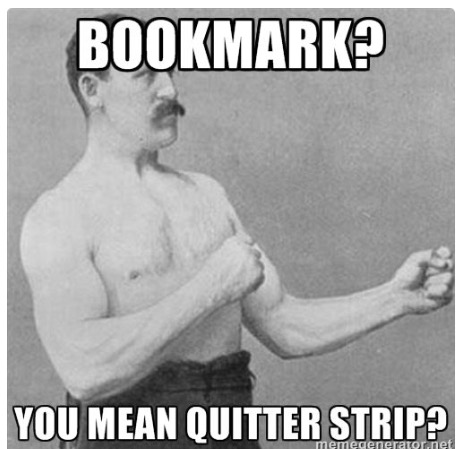 BOOKMARK?
YOU MEAN QUITTER STRIP?
memegenerator.net